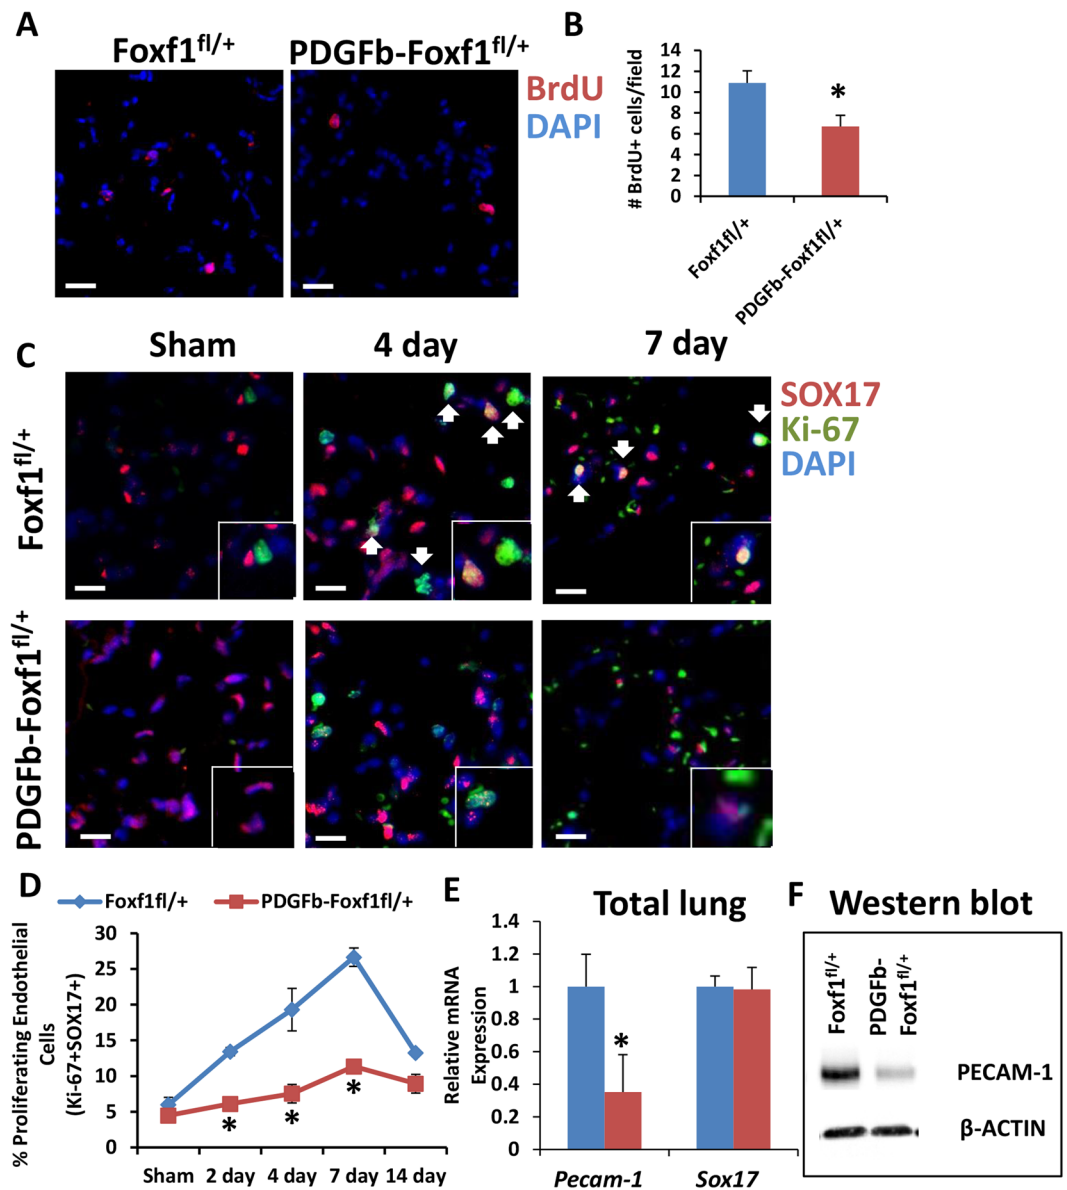 A
Foxf1fl/+
PDGFb-Foxf1fl/+
BrdU
DAPI
B
# BrdU+ cells/field
14
12
10
8
6
4
2
0
*
Foxf1fl/+
PDGFb-Foxf1fl/+
C
Sham
4 day
7 day
Foxf1fl/+
PDGFb-Foxf1fl/+
SOX17
Ki-67
DAPI
D
Foxf1fl/+
PDGFb-Foxf1fl/+
% Proliferating Endothelial
Cells
(Ki-67+SOX17+)
30
25
20
15
10
5
0
*
*
*
Sham
2 day
4 day
7 day
14 day
E
Total lung
Relative mRNA
Expression
1.4
1.2
1
0.8
0.6
0.4
0.2
0
*
Pecam-1
Sox17
F
Western blot
Foxf1fl/+
PDGFb-
Foxf1fl/+
PECAM-1
β-ACTIN